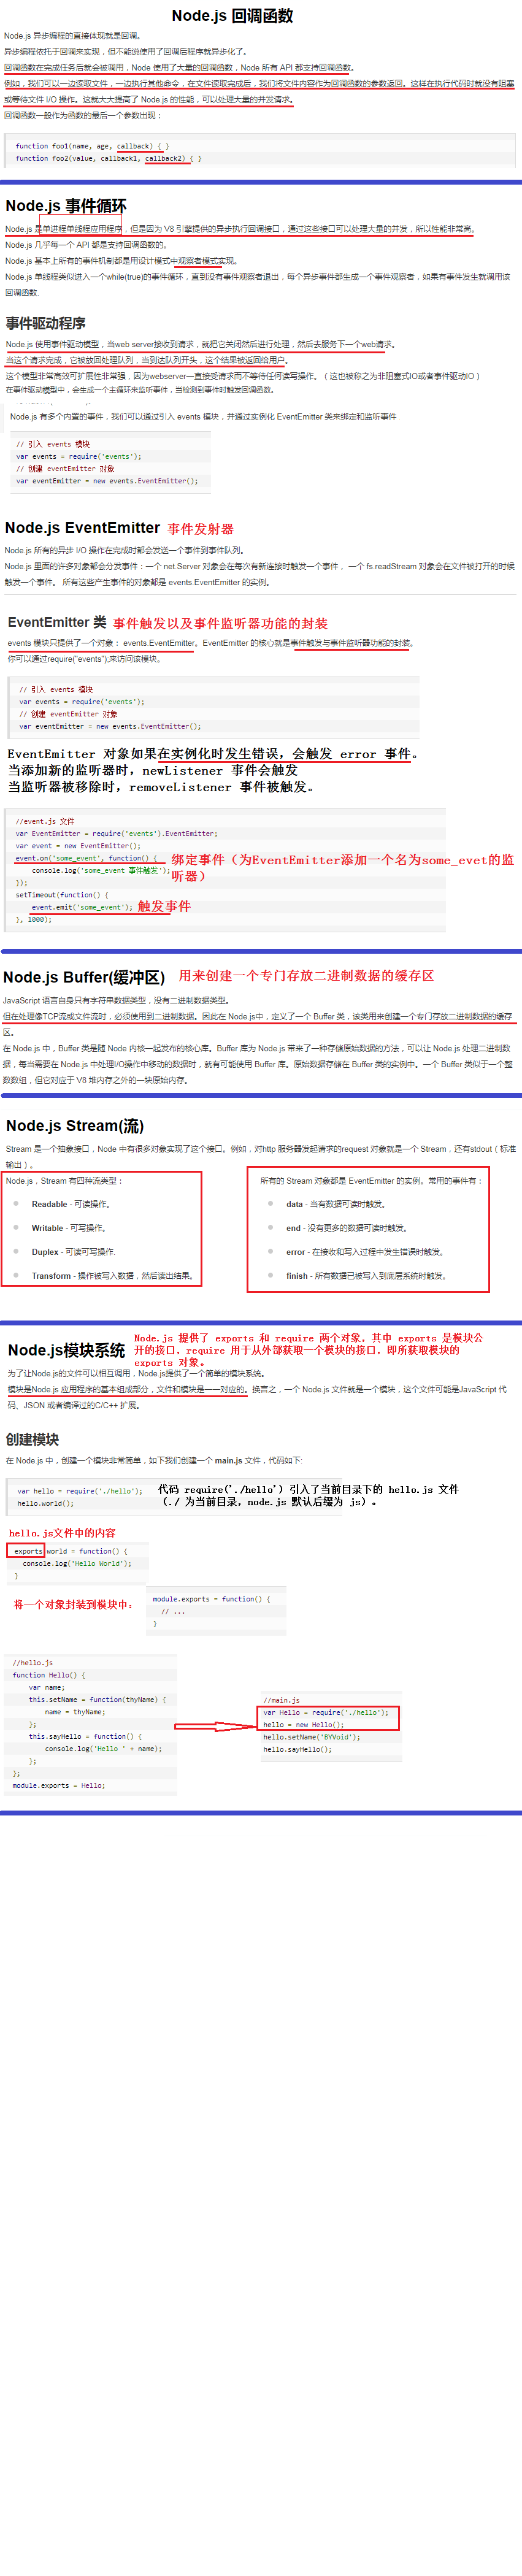 Node.js 回调函数
Node.js 异步编程的直接体现就是回调。
异步编程依托于回调来实现，但不能说使用了回调后程序就异步化了。
回调函数在完成任务后就会被调用，Node 使用了大量的回调函数，Node 所有 API 都支持回调函数。
例如，我们可以一边读取文件，一边执行其他命令，在文件读取完成后，我们将文件内容作为回调函数的参数返回。这样在执行代码时就没有阻塞
或等待文件 I/O 操作。这就大大提高了 Node.js 的性能，可以处理大量的并发请求。
回调函数一般作为函数的最后一个参数出现：
function foo1(name, age, callback) { }
function foo2(value, callback1, callback2) { }
Node.js 事件循环
Node.js 是单进程单线程应用程序，但是因为 V8 引擎提供的异步执行回调接口，通过这些接口可以处理大量的并发，所以性能非常高。
Node.js 几乎每一个 API 都是支持回调函数的。
Node.js 基本上所有的事件机制都是用设计模式中观察者模式实现。
Node.js 单线程类似进入一个while(true)的事件循环，直到没有事件观察者退出，每个异步事件都生成一个事件观察者，如果有事件发生就调用该
回调函数.
事件驱动程序
Node.js 使用事件驱动模型，当web server接收到请求，就把它关闭然后进行处理，然后去服务下一个web请求。
当这个请求完成，它被放回处理队列，当到达队列开头，这个结果被返回给用户。
这个模型非常高效可扩展性非常强，因为webserver一直接受请求而不等待任何读写操作。（这也被称之为非阻塞式IO或者事件驱动IO）
在事件驱动模型中，会生成一个主循环来监听事件，当检测到事件时触发回调函数。
Node.js 有多个内置的事件，我们可以通过引入 events 模块，并通过实例化 EventEmitter 类来绑定和监听事件
// 引入 events 模块
var events = require('events');
// 创建 eventEmitter 对象
var eventEmitter = new events.EventEmitter();
Node.js EventEmitter 事件发射器
Node.js 所有的异步 I/O 操作在完成时都会发送一个事件到事件队列。
Node.js 里面的许多对象都会分发事件：一个 net.Server 对象会在每次有新连接时触发一个事件， 一个 fs.readStream 对象会在文件被打开的时候
触发一个事件。 所有这些产生事件的对象都是 events.EventEmitter 的实例。
EventEmitter 类 事件触发以及事件监听器功能的封装
events 模块只提供了一个对象： events.EventEmitter。EventEmitter 的核心就是事件触发与事件监听器功能的封装。
你可以通过require("events");来访问该模块。
// 引入 events 模块
var events = require('events');
// 创建 eventEmitter 对象
var eventEmitter = new events.EventEmitter();
EventEmitter 对象如果在实例化时发生错误，会触发 error 事件。
当添加新的监听器时，newListener 事件会触发
当监听器被移除时，removeListener 事件被触发。
//event.js 文件
var EventEmitter = require('events').EventEmitter;
var event = new EventEmitter();
event.on('some_event', function() { 绑定事件（为EventEmitter添加一个名为some_evet的监
console.log('some_event 事件触发'); 听器）
});
setTimeout(function() {
event.emit('some_event'); 触发事件
}, 1000);
Node.js Buffer(缓冲区) 用来创建一个专门存放二进制数据的缓存区
JavaScript 语言自身只有字符串数据类型，没有二进制数据类型。
但在处理像TCP流或文件流时，必须使用到二进制数据。因此在 Node.js中，定义了一个 Buffer 类，该类用来创建一个专门存放二进制数据的缓存
区。
在 Node.js 中，Buffer 类是随 Node 内核一起发布的核心库。Buffer 库为 Node.js 带来了一种存储原始数据的方法，可以让 Node.js 处理二进制数
据，每当需要在 Node.js 中处理I/O操作中移动的数据时，就有可能使用 Buffer 库。原始数据存储在 Buffer 类的实例中。一个 Buffer 类似于一个整
数数组，但它对应于 V8 堆内存之外的一块原始内存。
Node.js Stream(流)
Stream 是一个抽象接口，Node 中有很多对象实现了这个接口。例如，对http 服务器发起请求的request 对象就是一个 Stream，还有stdout（标准
输出）。
Node.js，Stream 有四种流类型：
Readable - 可读操作。
Writable - 可写操作。
Duplex - 可读可写操作.
Transform - 操作被写入数据，然后读出结果。
所有的 Stream 对象都是 EventEmitter 的实例。常用的事件有：
data - 当有数据可读时触发。
end - 没有更多的数据可读时触发。
error - 在接收和写入过程中发生错误时触发。
finish - 所有数据已被写入到底层系统时触发。
Node.js模块系统
Node.js 提供了 exports 和 require 两个对象，其中 exports 是模块公
开的接口，require 用于从外部获取一个模块的接口，即所获取模块的
exports 对象。
为了让Node.js的文件可以相互调用，Node.js提供了一个简单的模块系统。
模块是Node.js 应用程序的基本组成部分，文件和模块是一一对应的。换言之，一个 Node.js 文件就是一个模块，这个文件可能是JavaScript 代
码、JSON 或者编译过的C/C++ 扩展。
创建模块
在 Node.js 中，创建一个模块非常简单，如下我们创建一个 main.js 文件，代码如下:
var hello = require('./hello');
hello.world();
代码 require('./hello') 引入了当前目录下的 hello.js 文件
（./ 为当前目录，node.js 默认后缀为 js）。
hello.js文件中的内容
exports.world = function() {
console.log('Hello World');
}
将一个对象封装到模块中：
module.exports = function() {
// ...
}
//hello.js
function Hello() {
var name;
this.setName = function(thyName) {
name = thyName;
};
this.sayHello = function() {
console.log('Hello ' + name);
};
};
module.exports = Hello;
//main.js
var Hello = require('./hello');
hello = new Hello();
hello.setName('BYVoid');
hello.sayHello();